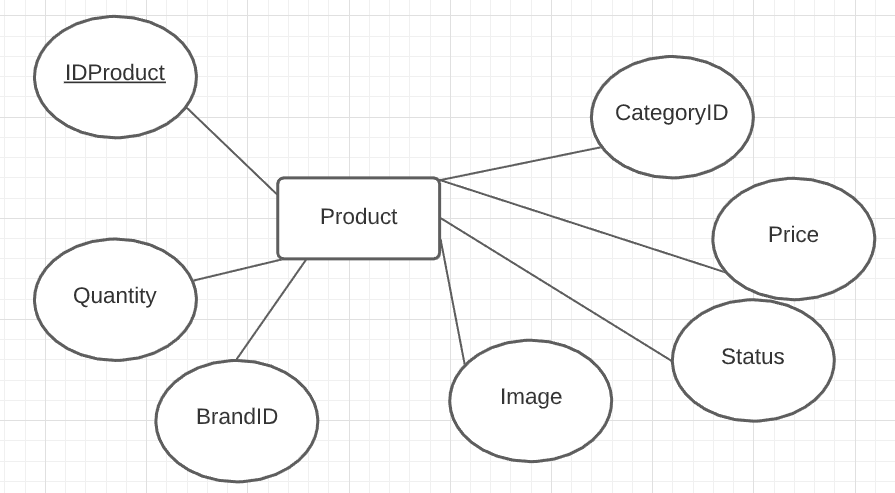 IDProduct
CategoryID
Product
Price
Quantity
Status
Image
BrandID